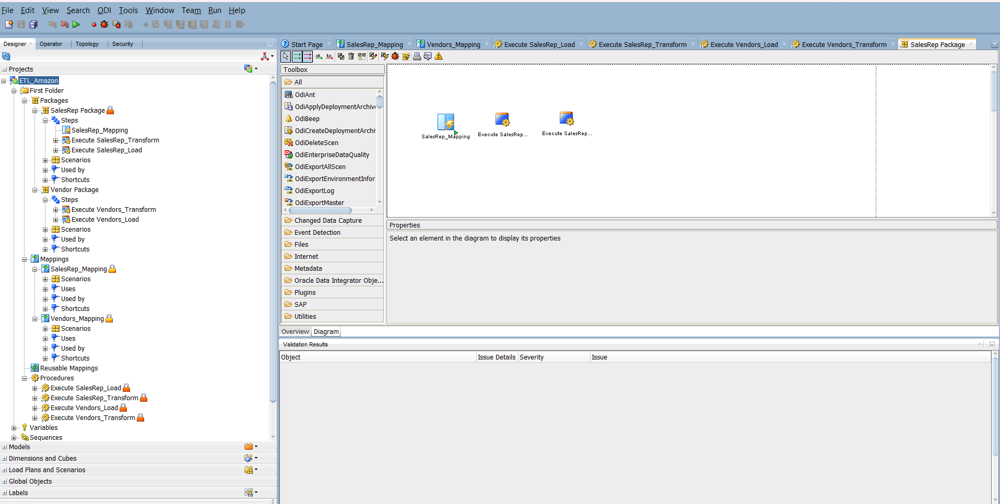 File Edit View Search ODI Tools Window Team Run Help
Designer Operator Topology Security
Projects
ETL_Amazon
First Folder
Packages
SalesRep Package
Steps
SalesRep_Mapping
Execute SalesRep_Transform
Execute SalesRep_Load
Scenarios
Used by
Shortcuts
Vendor Package
Steps
Execute Vendors_Transform
Execute Vendors_Load
Scenarios
Used by
Shortcuts
Mappings
SalesRep_Mapping
Scenarios
Uses
Used by
Shortcuts
Vendors_Mapping
Scenarios
Uses
Used by
Shortcuts
Reusable Mappings
Procedures
Execute SalesRep_Load
Execute SalesRep_Transform
Execute Vendors_Load
Execute Vendors_Transform
Variables
Sequences
Models
Dimensions and Cubes
Load Plans and Scenarios
Global Objects
Labels
Start Page SalesRep_Mapping Vendors_Mapping Execute SalesRep_Load Execute SalesRep_Transform Execute Vendors_Load Execute Vendors_Transform SalesRep Package
ok ko
Toolbox
All
OdiAnt
OdiApplyDeploymentArchiv
OdiBeep
OdiCreateDeploymentArchi
OdiDeleteScen
OdiEnterpriseDataQuality
OdiExportAllScen
OdiExportEnvironmentInfor
OdiExportLog
OdiExportMaster
Changed Data Capture
Event Detection
Files
Internet
Metadata
Oracle Data Integrator Obje...
Plugins
SAP
Utilities
SalesRep_Mapping Execute SalesRep... Execute SalesRep...
Properties
Select an element in the diagram to display its properties
Overview Diagram
Validation Results
Object Issue Details Severity Issue